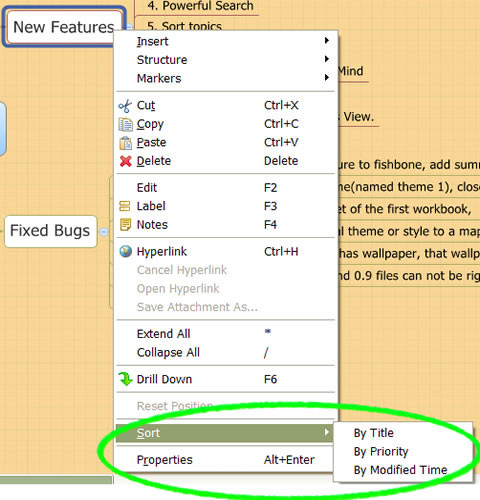 4. Powerful Search
New Features
5. Sort topics
Insert
Structure
Mind
Markers
Cut Ctrl+X
Copy Ctrl+C
s View.
Paste Ctrl+V
Delete Delete
ure to fishbone, add summ
Edit F2
me(named theme 1), close
Label F3
et of the first workbook,
Notes F4
Fixed Bugs
al theme or style to a map
Hyperlink Ctrl+H
has wallpaper, that wallp
Cancel Hyperlink
nd 0.9 files can not be rig
Open Hyperlink
Save Attachment As...
Extend All *
Collapse All /
Drill Down F6
Reset Position
Sort
By Title
By Priority
Properties Alt+Enter
By Modified Time